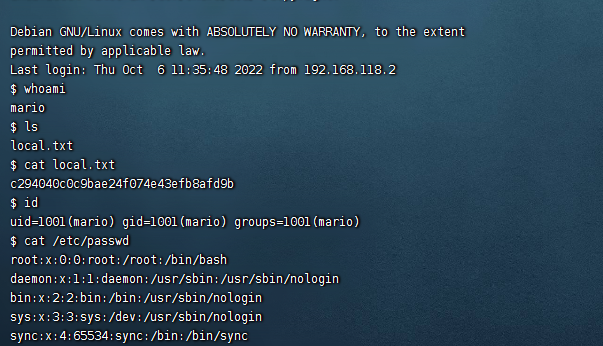 Debian GNU/Linux comes with ABSOLUTELY NO WARRANTY, to the extent
permitted by applicable law.
Last login: Thu Oct  6 11:35:48 2022 from 192.168.118.2
$ whoami
mario
$ ls
local.txt
$ cat local.txt
c294040c0c9bae24f074e43efb8afd9b
$ id
uid=1001(mario) gid=1001(mario) groups=1001(mario)
$ cat /etc/passwd
root:x:0:0:root:/root:/bin/bash
daemon:x:1:1:daemon:/usr/sbin:/usr/sbin/nologin
bin:x:2:2:bin:/bin:/usr/sbin/nologin
sys:x:3:3:sys:/dev:/usr/sbin/nologin
sync:x:4:65534:sync:/bin:/bin/sync